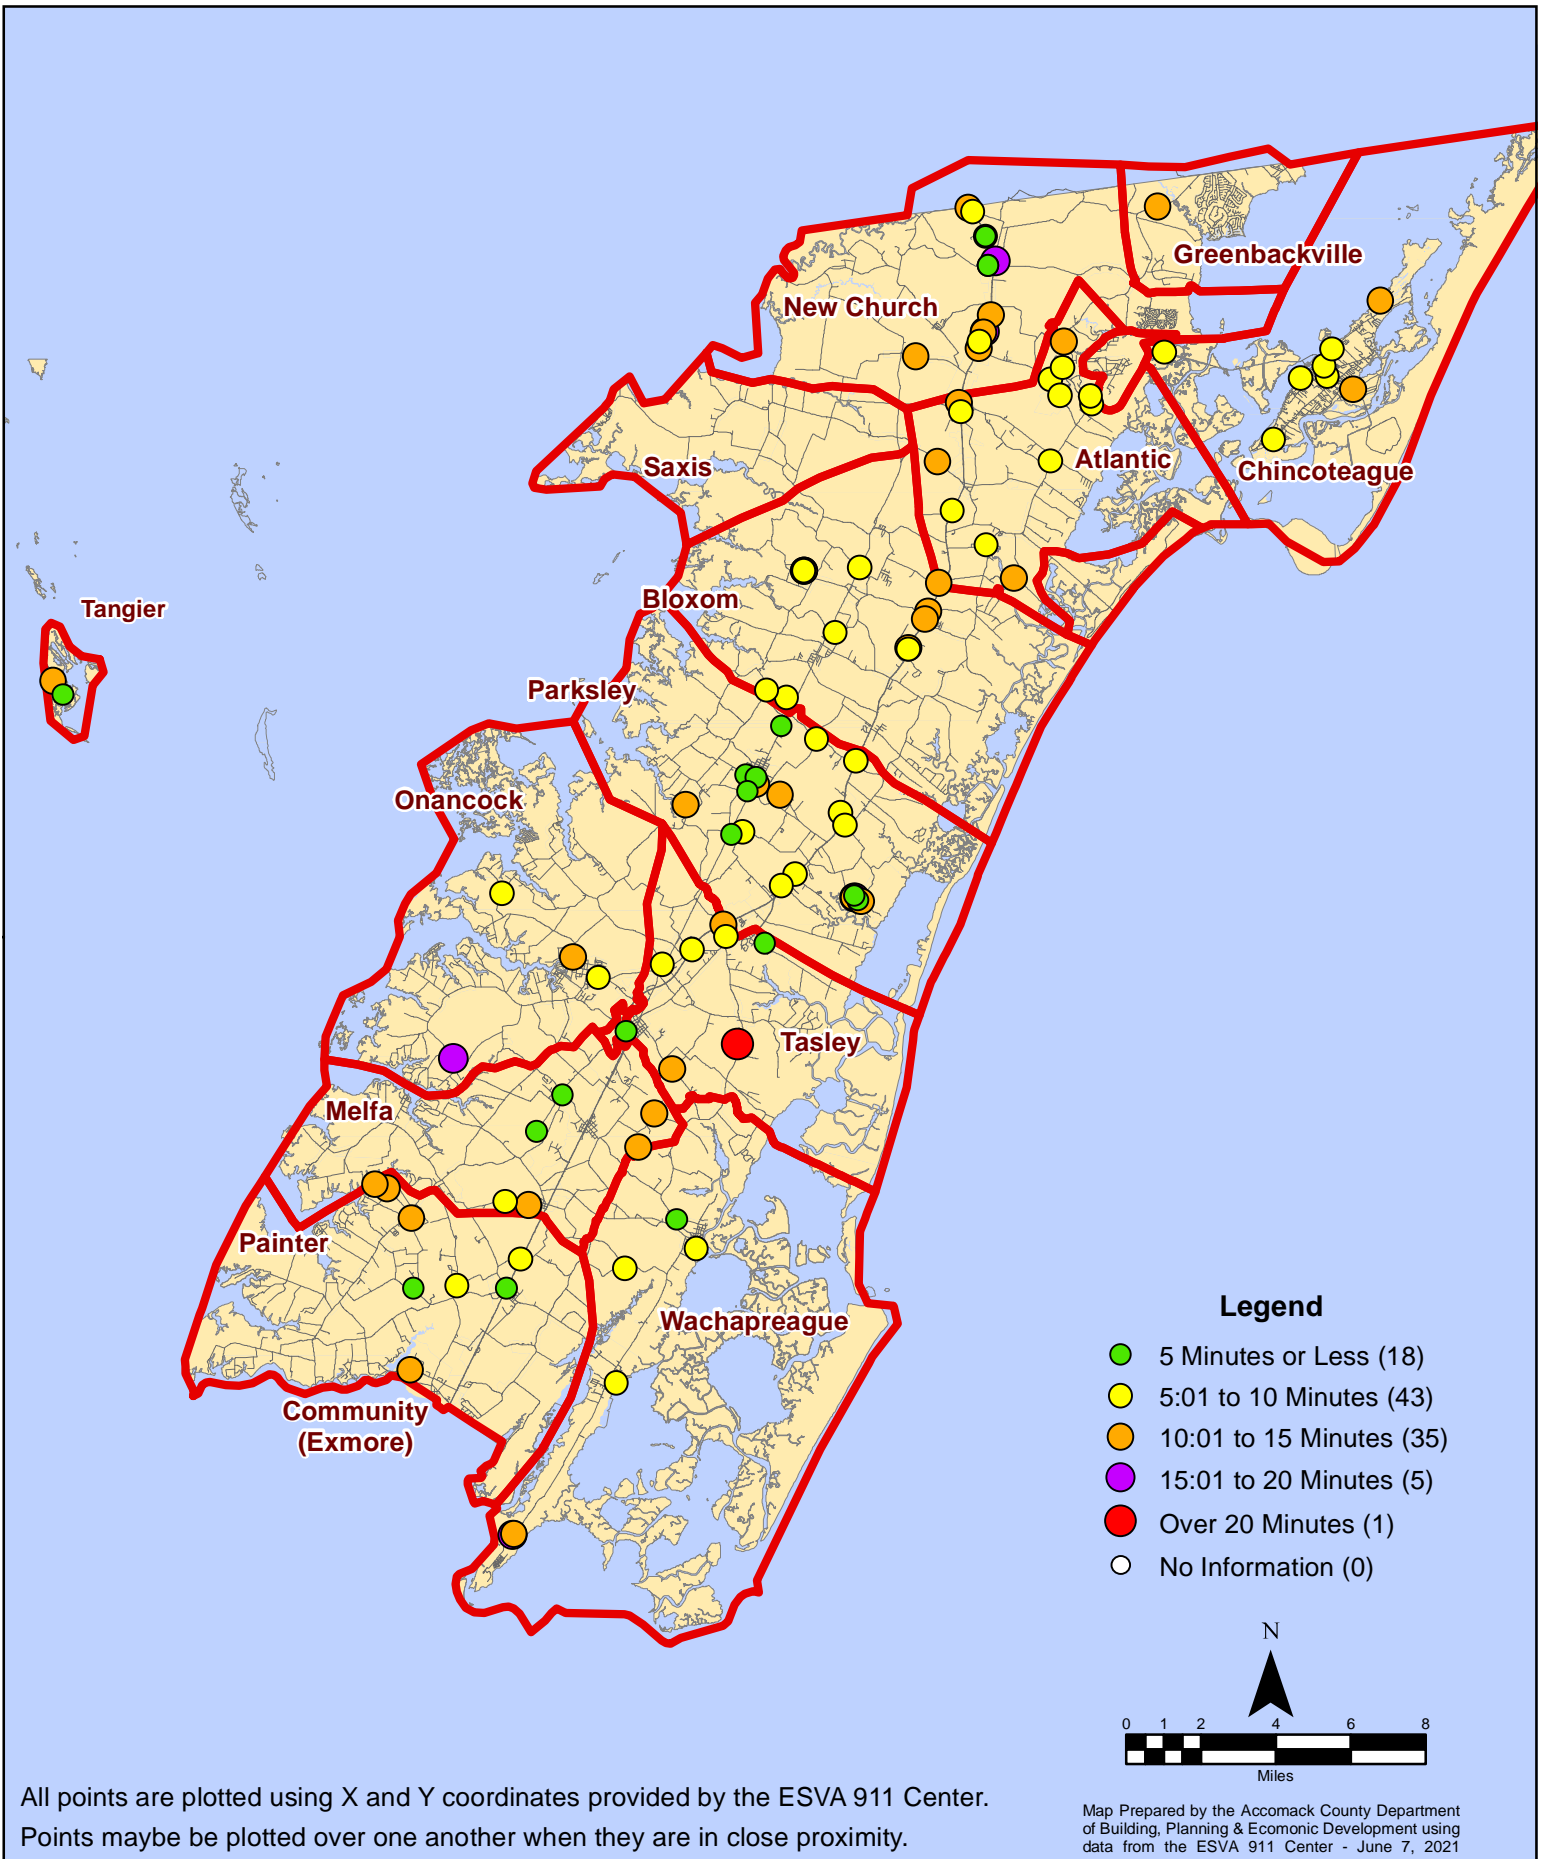 Greenbackville
New Church
Saxis
Atlantic
Chincoteague
Bloxom
Tangier
Parksley
Onancock
Tasley
Melfa
Painter
Wachapreague
Community
(Exmore)
Legend
5 Minutes or Less (18)
5:01 to 10 Minutes (43)
10:01 to 15 Minutes (35)
15:01 to 20 Minutes (5)
Over 20 Minutes (1)
No Information (0)
N
0 1 2 4 6 8
Miles
All points are plotted using X and Y coordinates provided by the ESVA 911 Center.
Points maybe be plotted over one another when they are in close proximity.
Map Prepared by the Accomack County Department
of Building, Planning & Ecomonic Development using
data from the ESVA 911 Center - June 7, 2021